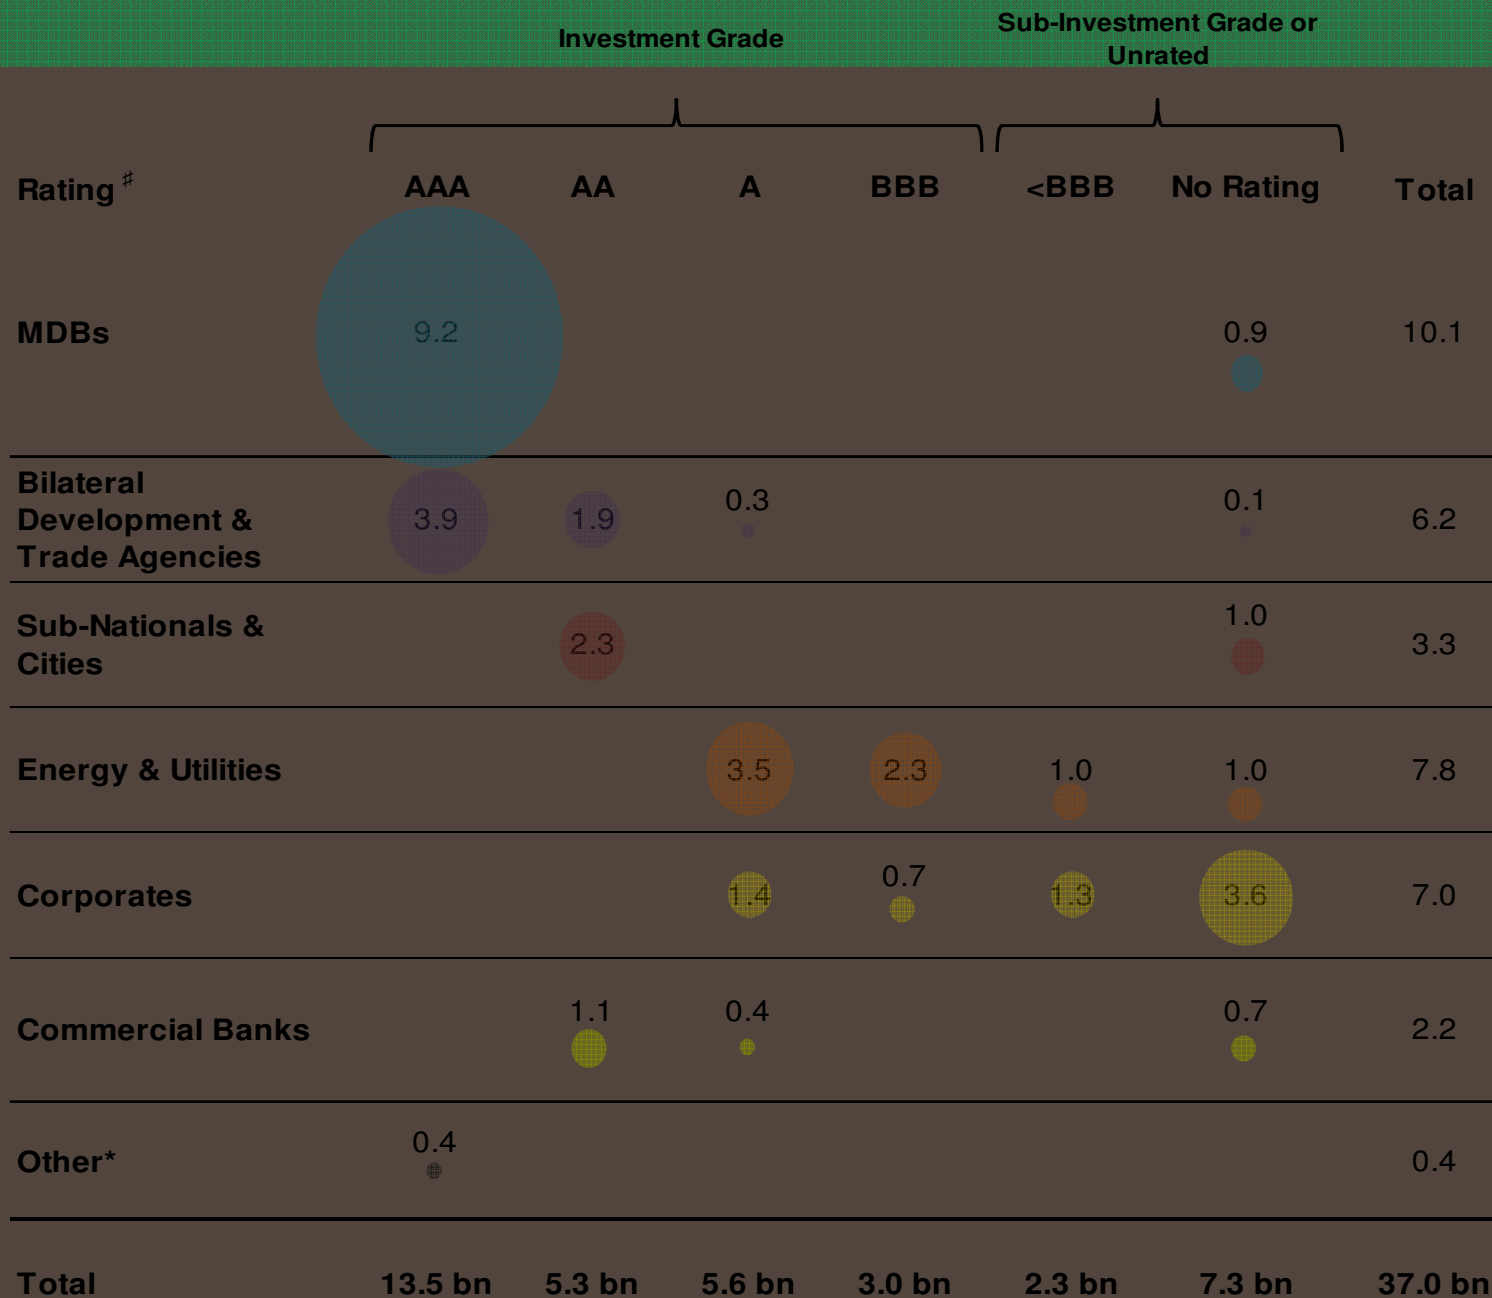 Investment Grade
Sub-Investment Grade or
Unrated
Rating ♯ AAA AA A BBB <BBB No Rating Total
MDBs 9.2 0.9 10.1
Bilateral
Development &
Trade Agencies
3.9 1.9 0.3 0.1 6.2
Sub-Nationals &
Cities
2.3 1.0 3.3
Energy & Utilities 3.5 2.3 1.0 1.0 7.8
Corporates 1.4 0.7 1.3 3.6 7.0
Commercial Banks 1.1 0.4 0.7 2.2
Other* 0.4 0.4
Total 13.5 bn 5.3 bn 5.6 bn 3.0 bn 2.3 bn 7.3 bn 37.0 bn